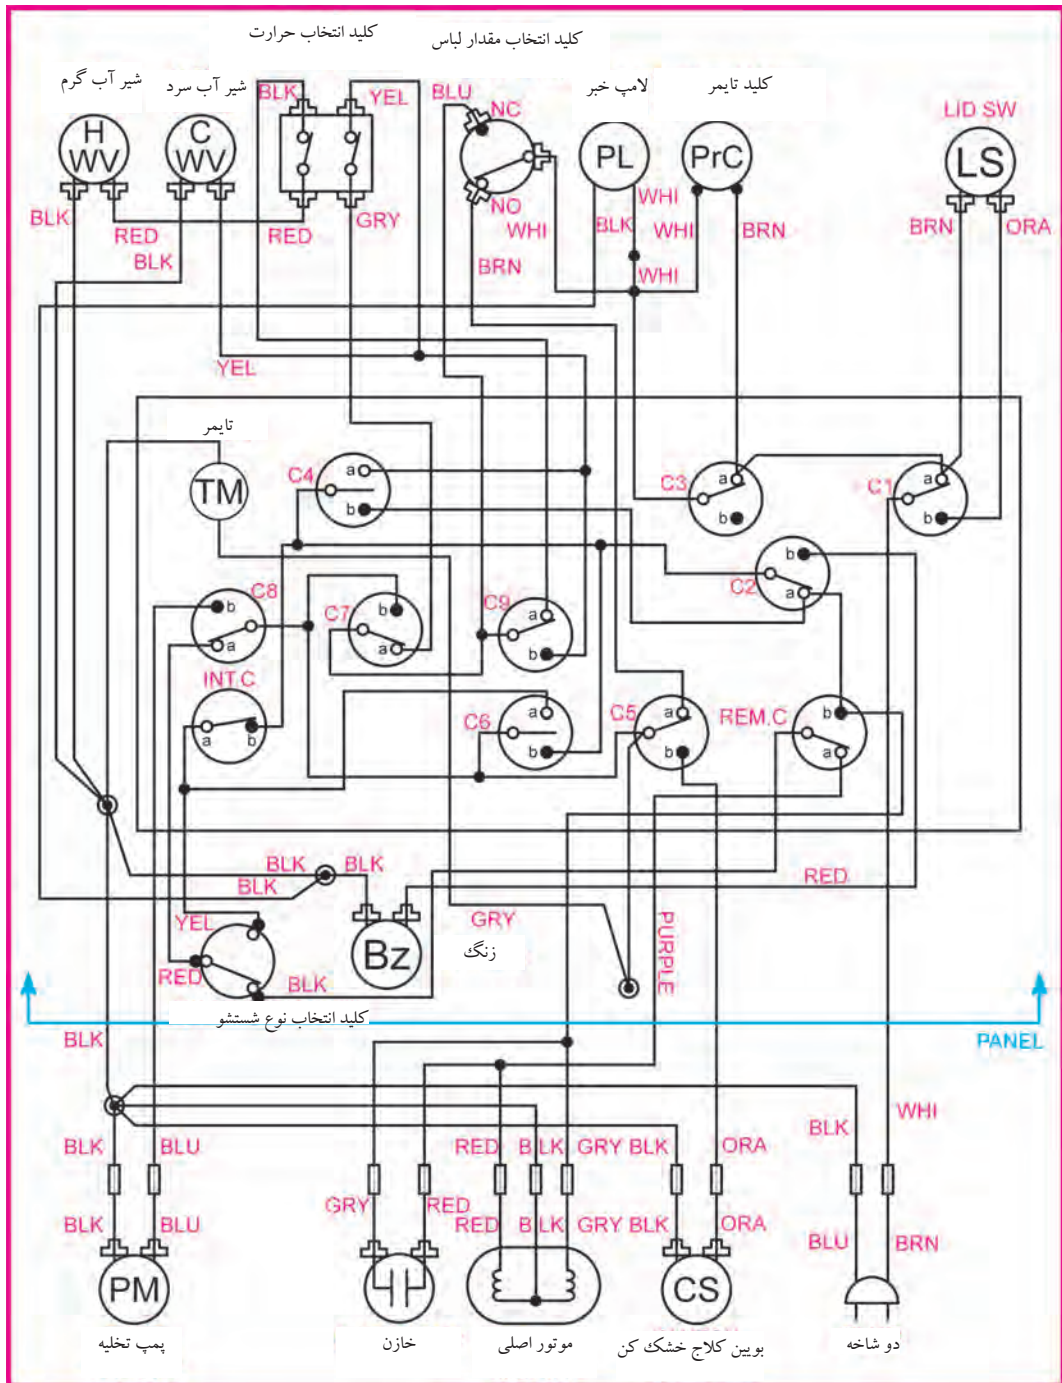 کلید انتخاب حرارت
کلید انتخاب مقدار لباس
شیر آب گرم
شیر آب سرد
لامپ خبر
کلید تایمر
BLK
YEL
BLU
NC
LID SW
H
WV
C
WV
PL
PrC
LS
BLK
RED
BLK
RED
GRY
NO
WHI
BRN
BLK
WHI
WHI
WHI
BRN
BRN
ORA
YEL
تایمر
TM
C4
a
b
C3
a
b
C1
a
b
C2
b
a
C8
b
a
C7
b
a
C9
a
b
INT.C
a
b
C6
a
b
C5
a
b
REM.C
b
a
BLK
BLK
BLK
RED
YEL
GRY
PURPLE
RED
BLK
Bz
زنگ
کلید انتخاب نوع شستشو
BLK
PANEL
WHI
BLK
BLK
BLU
RED
BLK
GRY
BLK
ORA
GRY
RED
BLK
BLU
RED
BLK
GRY
BLK
ORA
BLU
BRN
PM
CS
پمپ تخلیه
خازن
موتور اصلی
بوبین کلاج خشک کن
دو شاخه